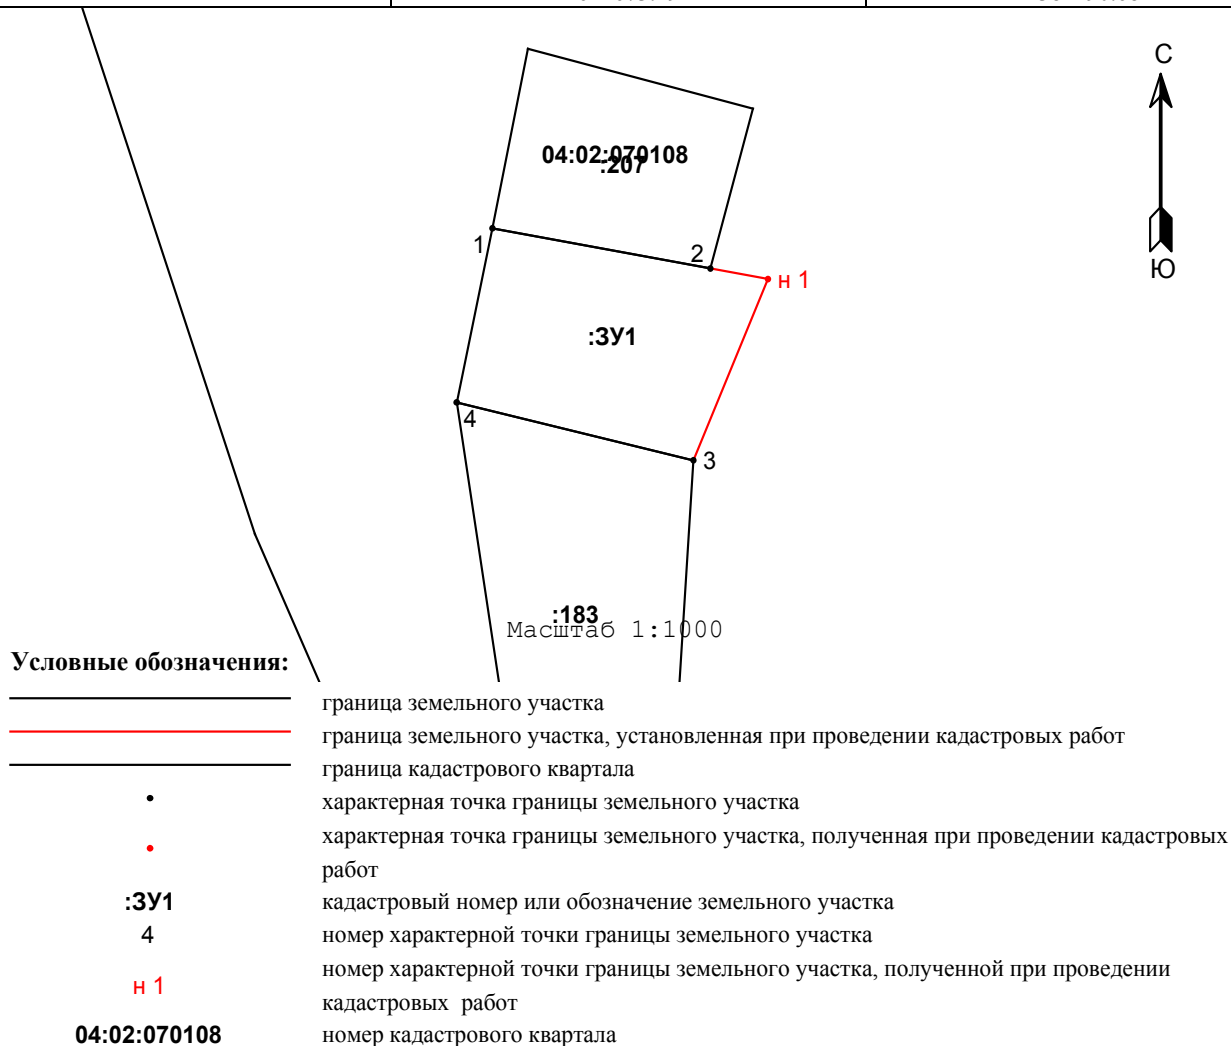 С
04:02:070108
:207
1
2
н 1
Ю
:ЗУ1
4
3
:183
Масштаб 1:1000
Условные обозначения:
граница земельного участка
граница земельного участка, установленная при проведении кадастровых работ
граница кадастрового квартала
характерная точка границы земельного участка
характерная точка границы земельного участка, полученная при проведении кадастровых
работ
:ЗУ1 кадастровый номер или обозначение земельного участка
4 номер характерной точки границы земельного участка
н 1 номер характерной точки границы земельного участка, полученной при проведении
кадастровых работ
04:02:070108 номер кадастрового квартала